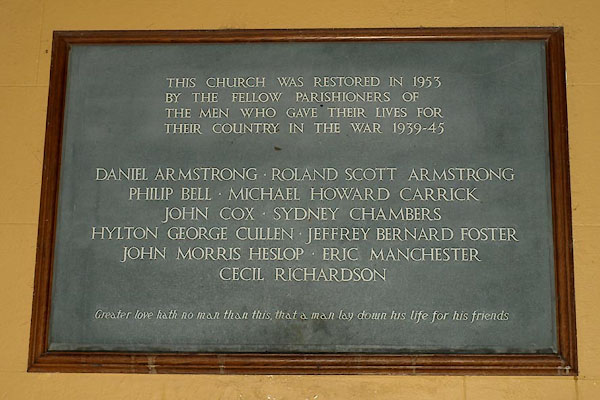 THIS CHURCH WAS RESTORED IN 1953
BY THE FELLOW PARISHIONERS OF
THE MEN WHO GAVE THEIR LIVES FOR
THEIR COUNTRY IN THE WAR 1939-45
DANIEL ARMSTRONG · ROLAND SCOTT ARMSTRONG
PHILIP BELL · MICHAEL HOWARD CARRICK
JOHN COX · SYDNEY CHAMBERS
HYLTON GEORGE CULLEN · JEFFREY BERNARD FOSTER
JOHN MORRIS HESLOP · ERIC MANCHESTER
CECIL RICHARDSON
Greater love hath no man than this, that a man lay down his life for his friends